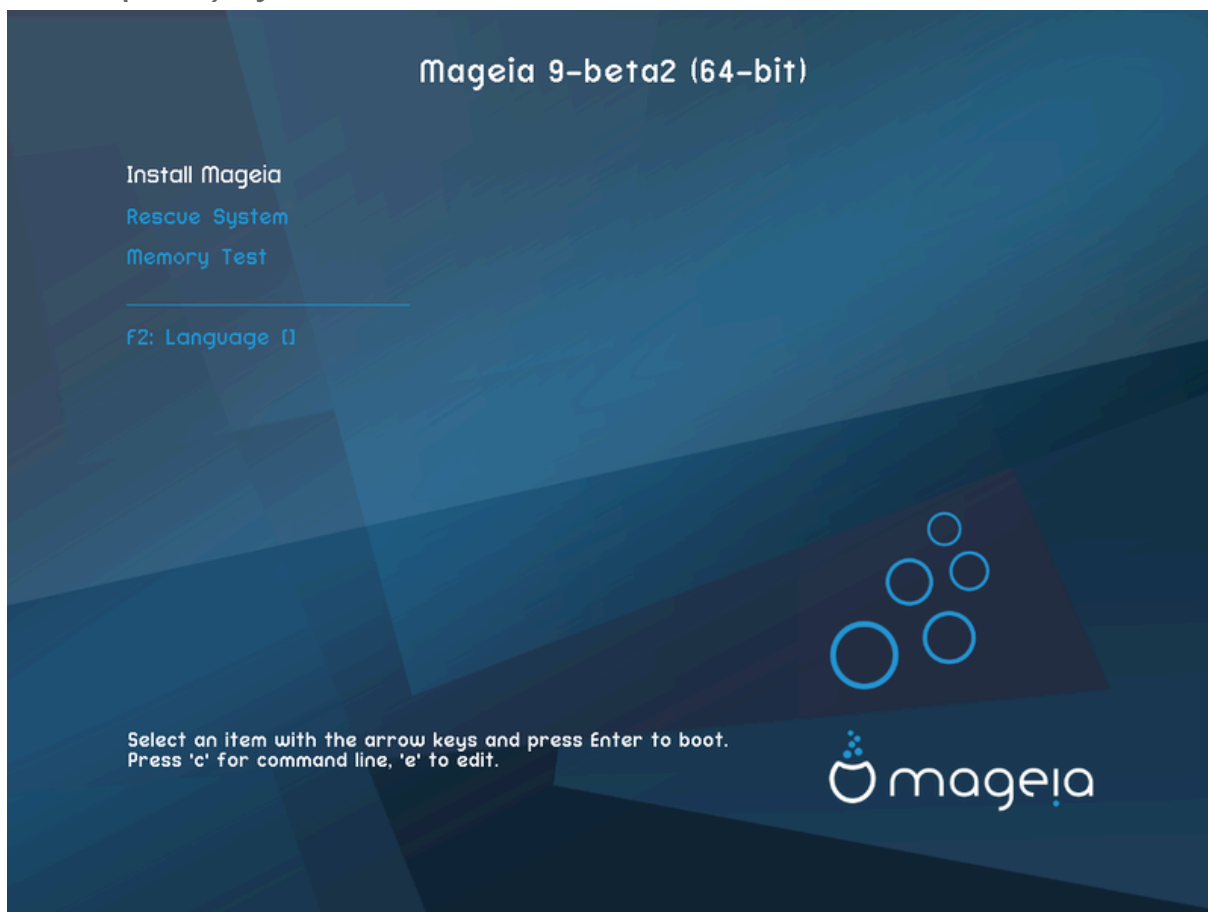 Mageia 9-beta2 (64-bit)
Install Mageia
Rescue System
Memory Test
F2: Language []
Select an item with the arrow keys and press Enter to boot.
Press 'c' for command line, 'e' to edit.
mageia